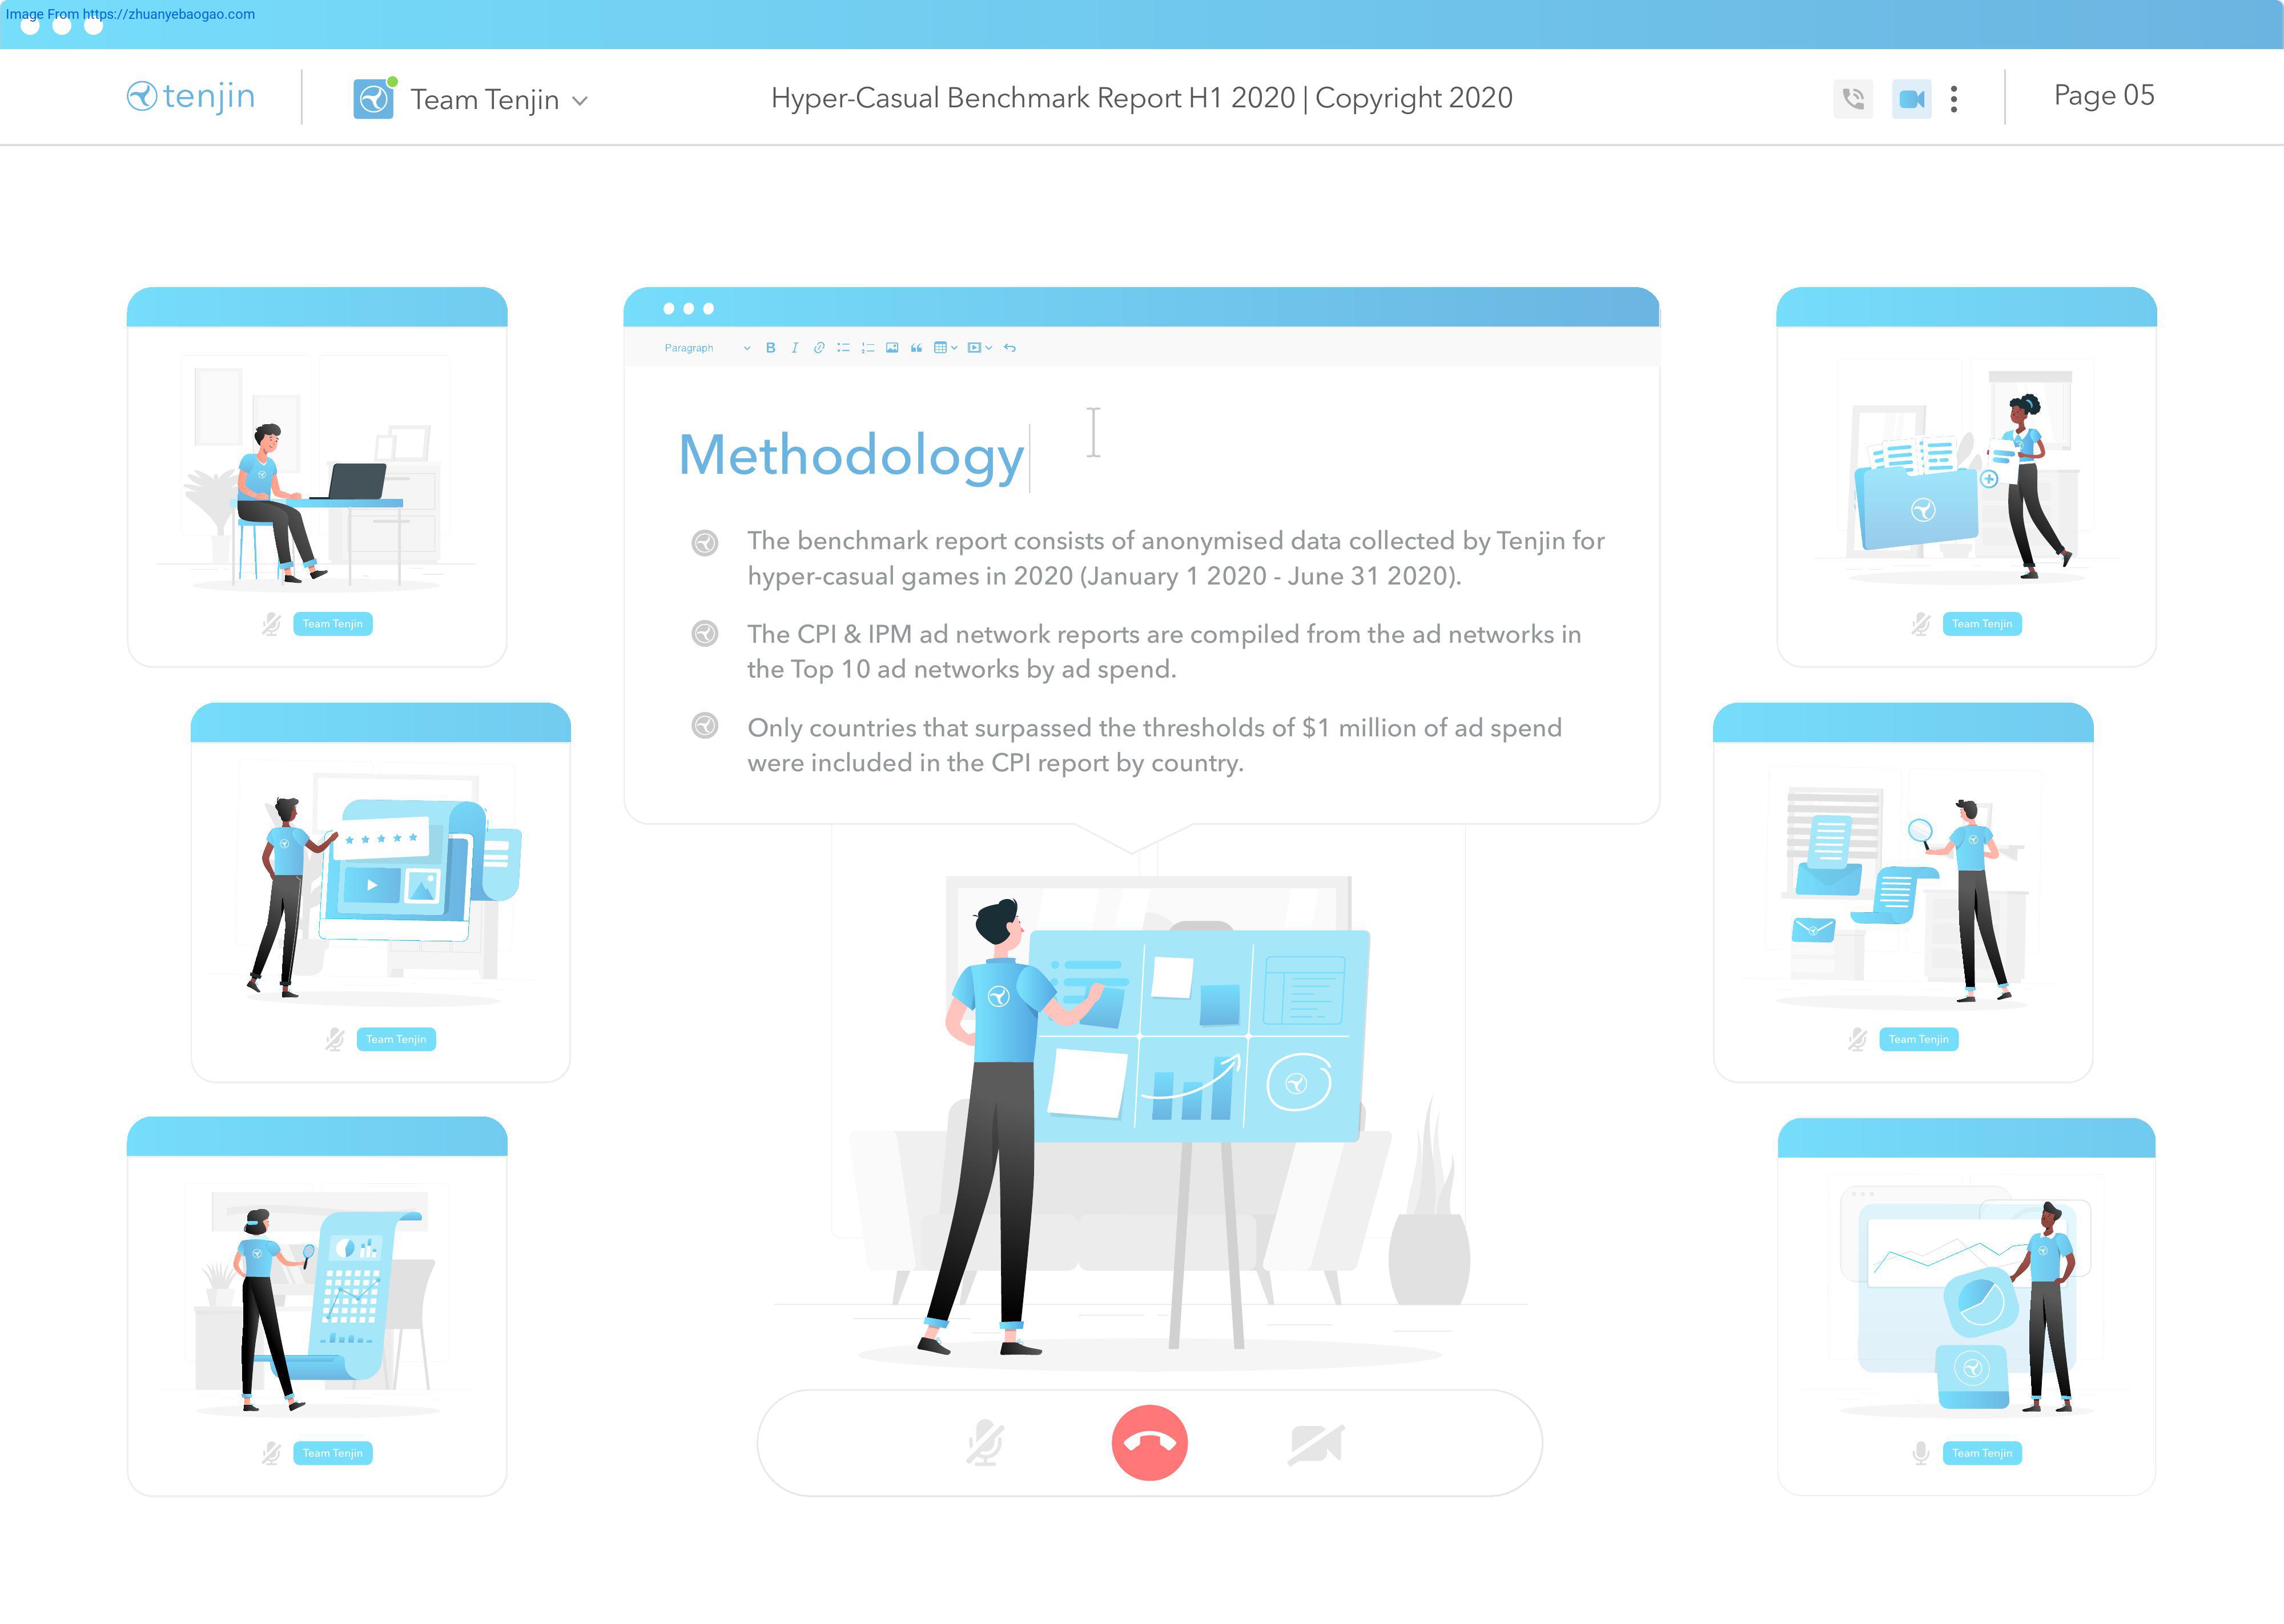 Image From https://zhuanyebaogao.com
tenjin
Team Tenjin
Hyper-Casual Benchmark Report H1 2020 | Copyright 2020
Page 05
Paragraph
B I
Methodology
The benchmark report consists of anonymised data collected by Tenjin for
hyper-casual games in 2020 (January 1 2020 - June 31 2020).
The CPI & IPM ad network reports are compiled from the ad networks in
the Top 10 ad networks by ad spend.
Only countries that surpassed the thresholds of $1 million of ad spend
were included in the CPI report by country.
Team Tenjin
Team Tenjin
Team Tenjin
Team Tenjin
Team Tenjin
Team Tenjin